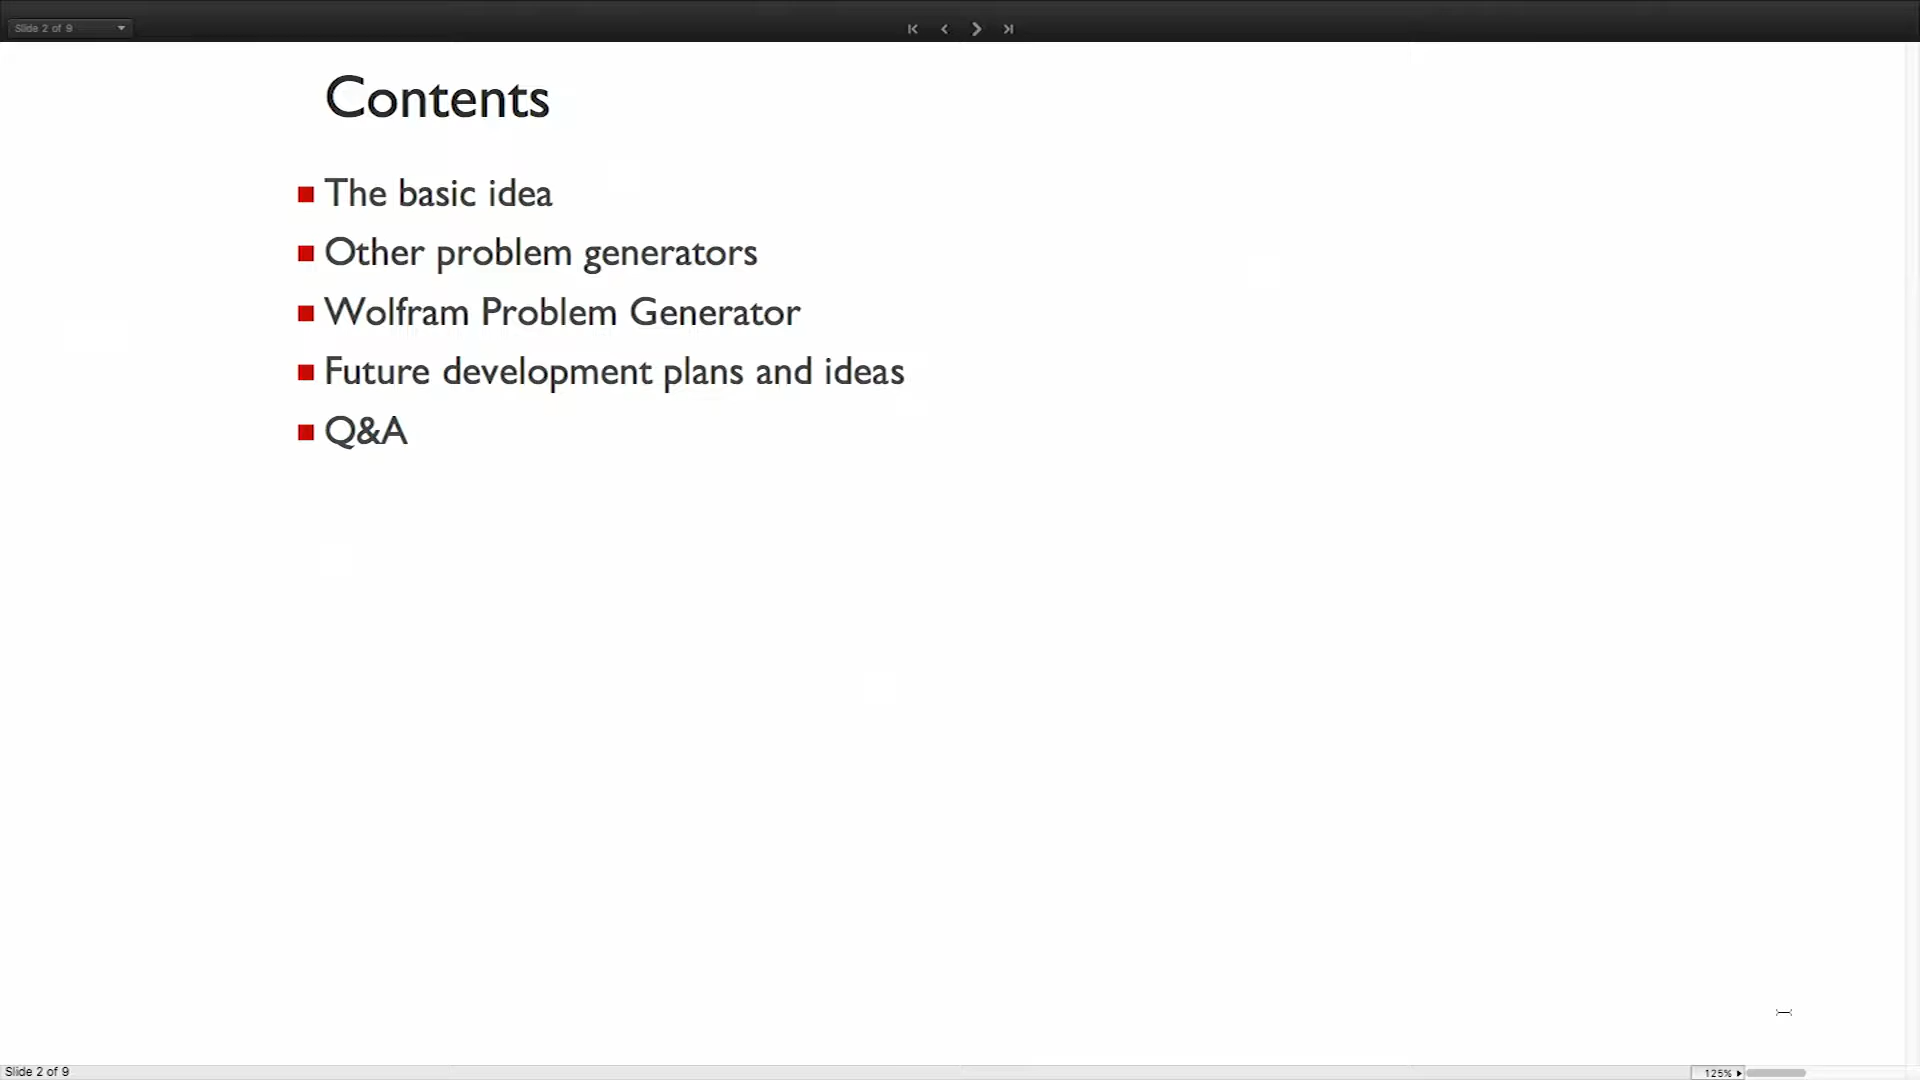 Slide 2 of 9
Contents
The basic idea
Other problem generators
Wolfram Problem Generator
Future development plans and ideas
Q&A
Slide 2 of 9
125%